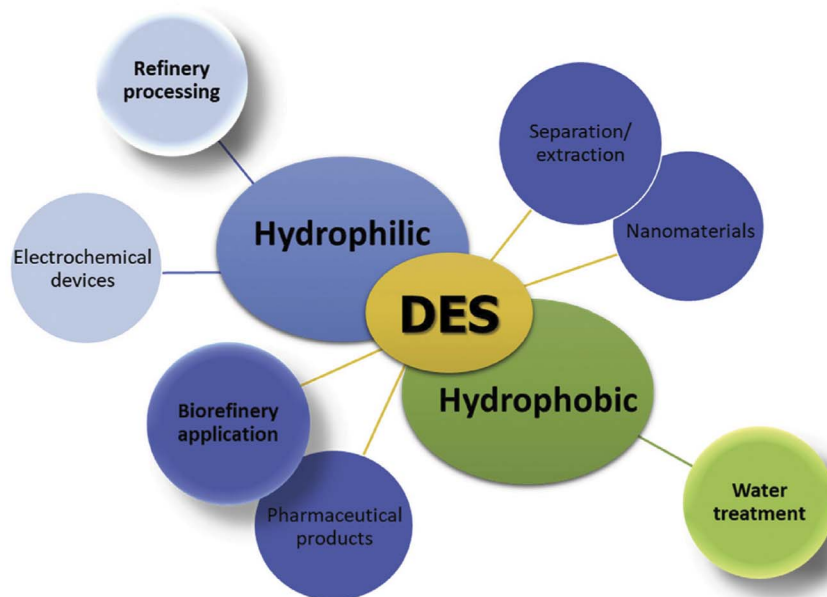 Refinery
processing
Separation/
extraction
Hydrophilic
Nanomaterials
Electrochemical
devices
DES
Hydrophobic
Biorefinery
application
Pharmaceutical
products
Water
treatment